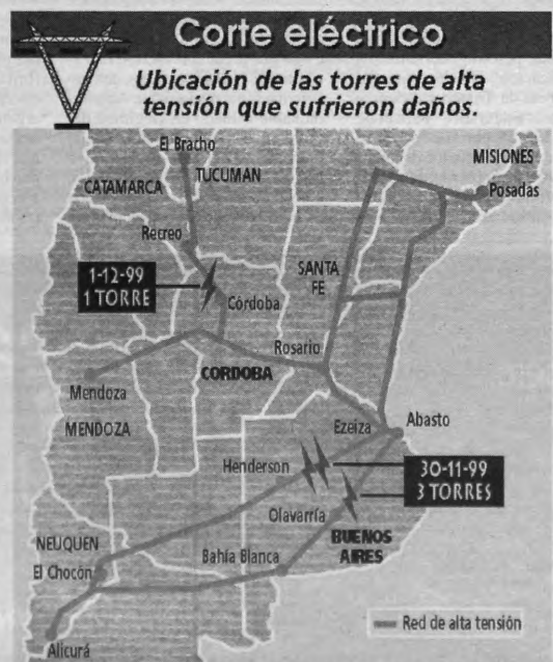 Corte eléctrico
Ubicación de las torres de alta
tensión que sufrieron daños.
El Bracho
MISIONES
TUCUMAN
CATAMARCA
Posadas
Recreo
1-12-99
1 TORRE
SANTA
FE
Córdoba
Rosario
CORDOBA
Mendoza
MENDOZA
Ezeiza
Abasto
Henderson
30-11-99
3 TORRES
Olavarría
BUENOS
AIRES
NEUQUEN
Bahía Blanca
El Chocón
Red de alta tensión
Alicurá